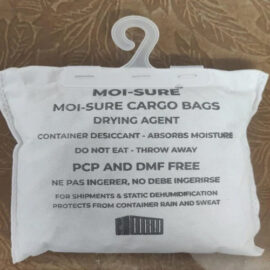 MOI-SURE™
MOI-SURE CARGO BAGS
DRYING AGENT
CONTAINER DESICCANT - ABSORBS MOISTURE
DO NOT EAT - THROW AWAY
PCP AND DMF FREE
NE PAS INGERER, NO DEBE INGERIRSE
FOR SHIPMENTS & STATIC DEHUMIDIFICATION
PROTECTS FROM CONTAINER RAIN AND SWEAT